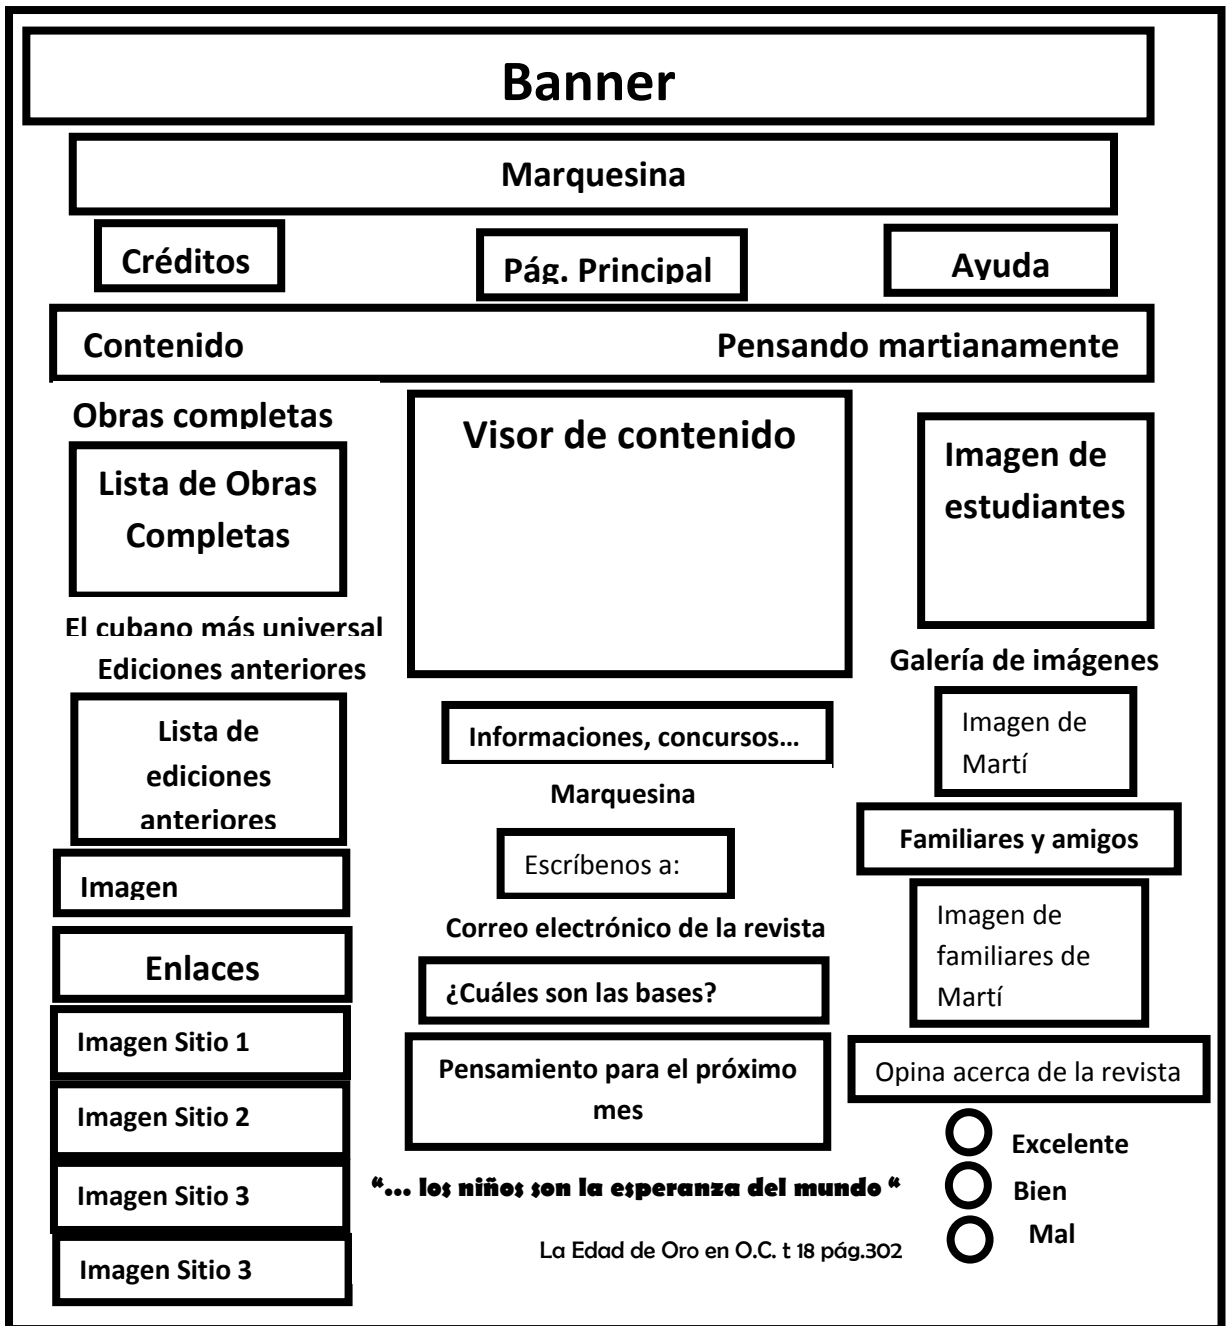 Banner
Marquesina
Créditos
Pág. Principal
Ayuda
Contenido
Pensando martianamente
Obras completas
Lista de Obras
Completas
El cubano más universal
Ediciones anteriores
Lista de
ediciones
anteriores
Imagen
Enlaces
Imagen Sitio 1
Imagen Sitio 2
Imagen Sitio 3
Imagen Sitio 3
Visor de contenido
Informaciones, concursos...
Marquesina
Escríbenos a:
Correo electrónico de la revista
¿Cuáles son las bases?
Pensamiento para el próximo
mes
“... los niños son la esperanza del mundo “
La Edad de Oro en O.C. t 18 pág.302
Imagen de
estudiantes
Galería de imágenes
Imagen de
Martí
Familiares y amigos
Imagen de
familiares de
Martí
Opina acerca de la revista
Excelente
Bien
Mal